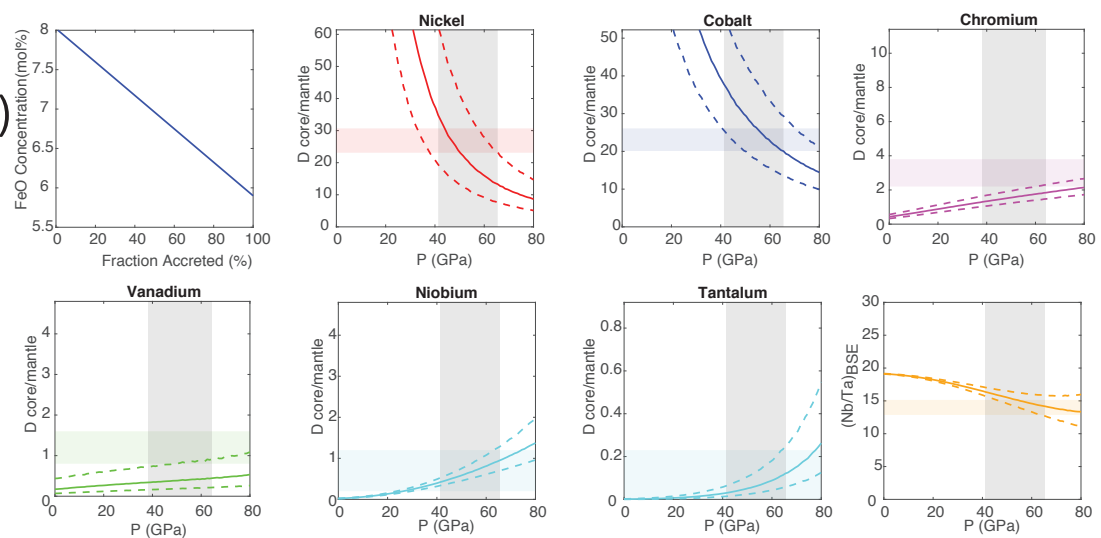 )
8
7.5
7
6.5
6
5.5
FeO Concentration(mol%)
0 20 40 60 80 100
Fraction Accreted (%)
Nickel
60
50
40
30
20
10
0
D core/mantle
0 20 40 60 80
P (GPa)
Cobalt
50
40
30
20
10
0
D core/mantle
0 20 40 60 80
P (GPa)
Chromium
10
8
6
4
2
0
D core/mantle
0 20 40 60 80
P (GPa)
Vanadium
4
3
2
1
0
D core/mantle
0 20 40 60 80
P (GPa)
Niobium
4
3
2
1
0
D core/mantle
0 20 40 60 80
P (GPa)
Tantalum
0.8
0.6
0.4
0.2
0
D core/mantle
0 20 40 60 80
P (GPa)
30
25
20
15
10
5
0
(Nb/Ta)BSE
0 20 40 60 80
P (GPa)